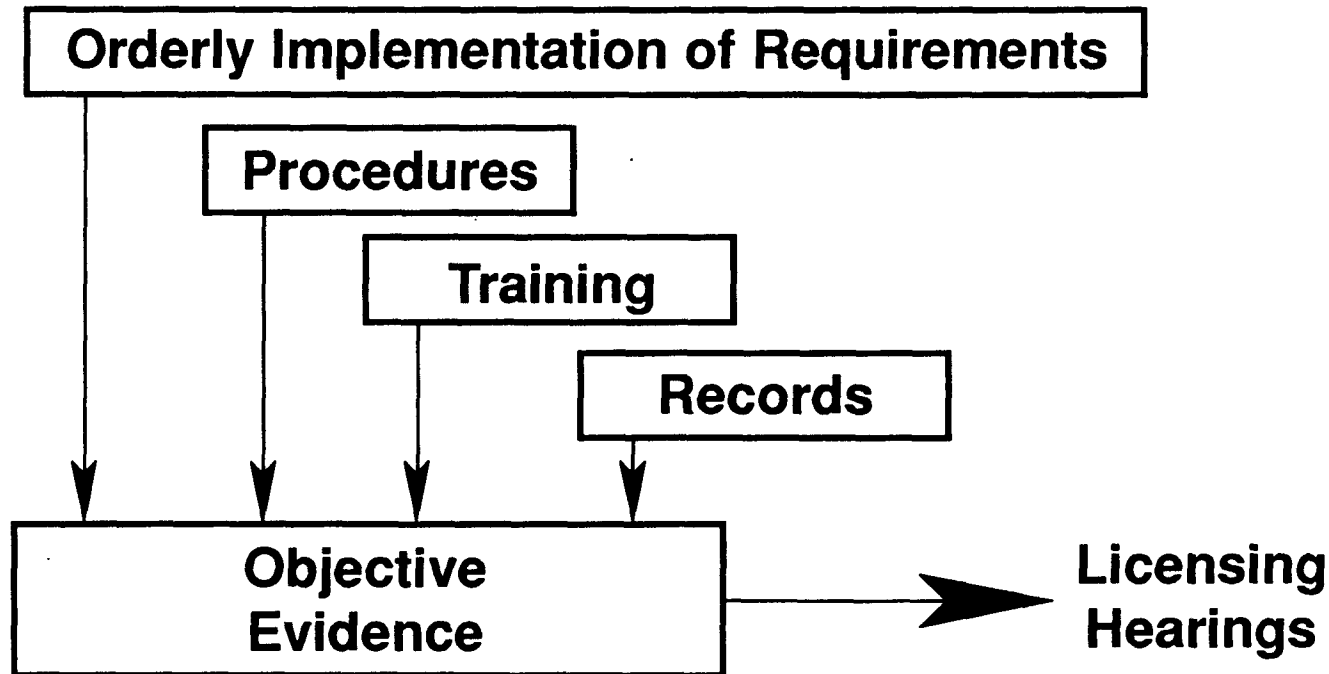 Orderly Implementation of Requirements
Procedures
Training
Records
Objective
Evidence
Licensing
Hearings